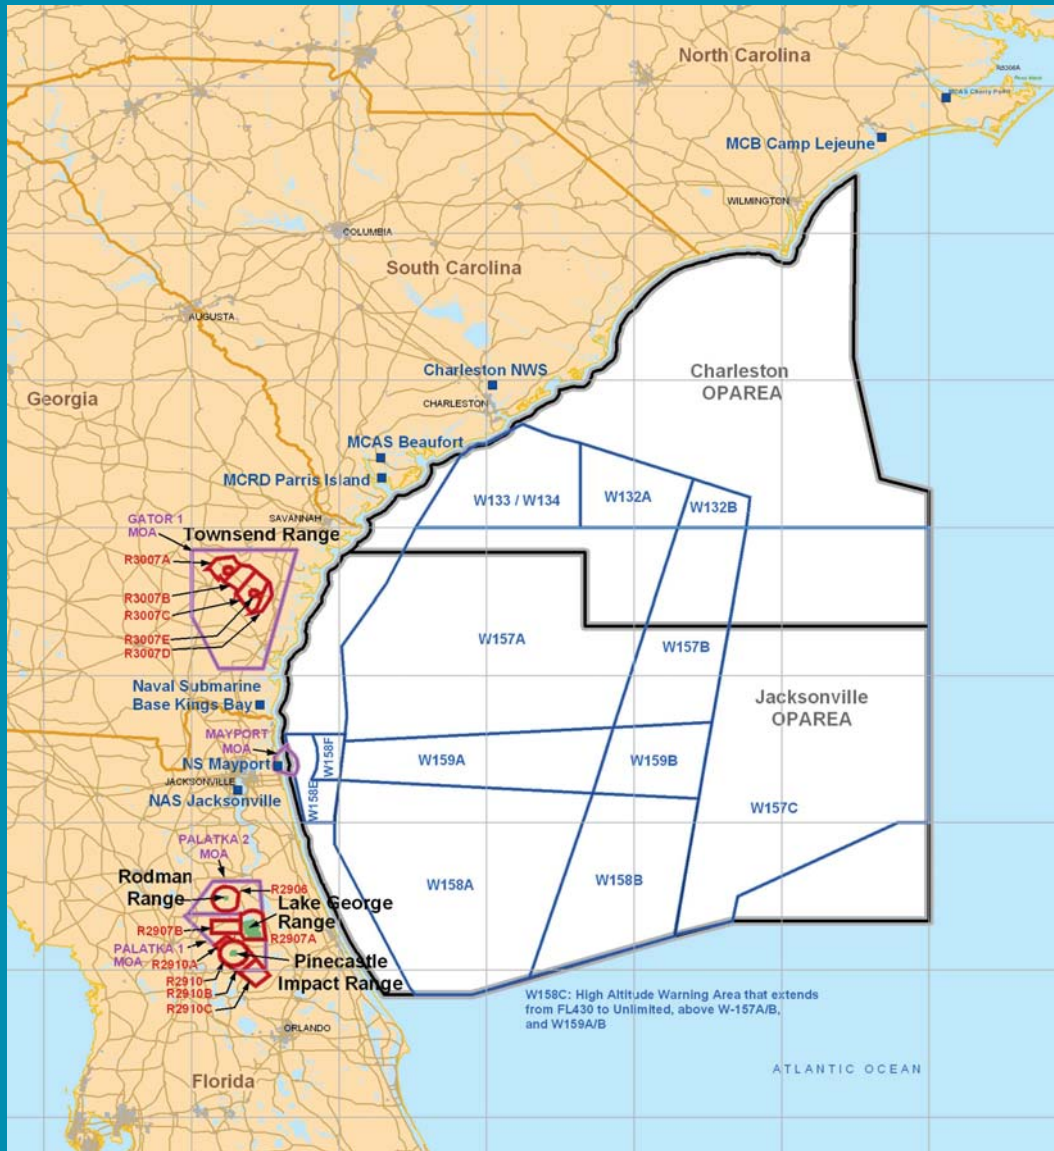 North Carolina
R5306A
MCAS Cherry Point
MCB Camp Lejeune
WILMINGTON
COLUMBIA
South Carolina
AUGUSTA
Charleston
OPAREA
Charleston NWS
CHARLESTON
Georgia
MCAS Beaufort
MCRD Parris Island
W133 / W134
W132A
W132B
SAVANNAH
GATOR 1
MOA
Townsend Range
R3007A
R3007B
R3007C
R3007E
R3007D
W157A
W157B
Naval Submarine
Base Kings Bay
Jacksonville
OPAREA
MAYPORT
MOA
NS Mayport
W158F
W159A
W159B
JACKSONVILLE
NAS Jacksonville
W158E
W157C
PALATKA 2
MOA
Rodman
Range
R2906
Lake George
Range
W158A
W158B
R2907B
R2907A
PALATKA 1
MOA
R2910A
Pinecastle
Impact Range
R2910
R2910B
R2910C
W158C: High Altitude Warning Area that extends
from FL430 to Unlimited, above W-157A/B,
and W159A/B
ORLANDO
ATLANTIC OCEAN
Florida